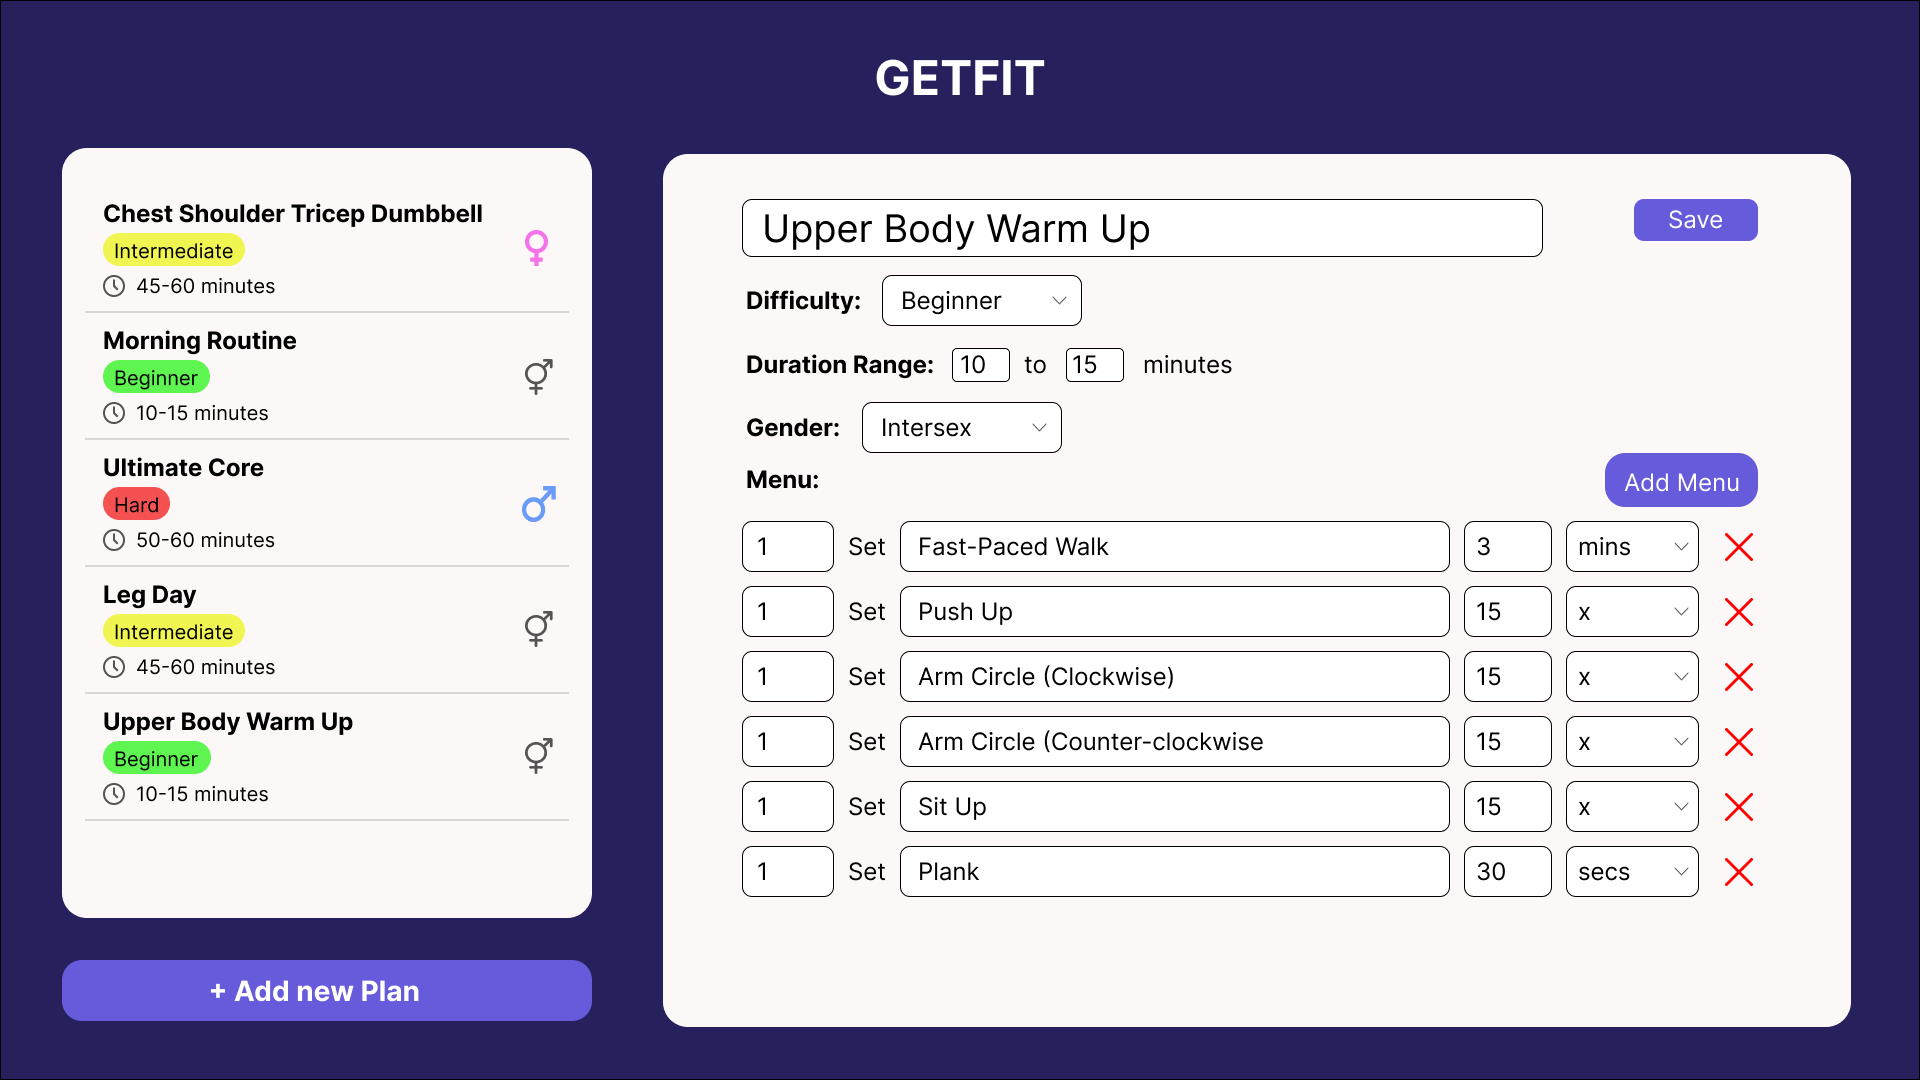 GETFIT
Chest Shoulder Tricep Dumbbell
Intermediate
45-60 minutes
Morning Routine
Beginner
10-15 minutes
Ultimate Core
Hard
50-60 minutes
Leg Day
Intermediate
45-60 minutes
Upper Body Warm Up
Beginner
10-15 minutes
+ Add new Plan
Upper Body Warm Up
Save
Difficulty: Beginner
Duration Range: 10 to 15 minutes
Gender: Intersex
Menu:
Add Menu
1 Set Fast-Paced Walk 3 mins
1 Set Push Up 15 x
1 Set Arm Circle (Clockwise) 15 x
1 Set Arm Circle (Counter-clockwise 15 x
1 Set Sit Up 15 x
1 Set Plank 30 secs